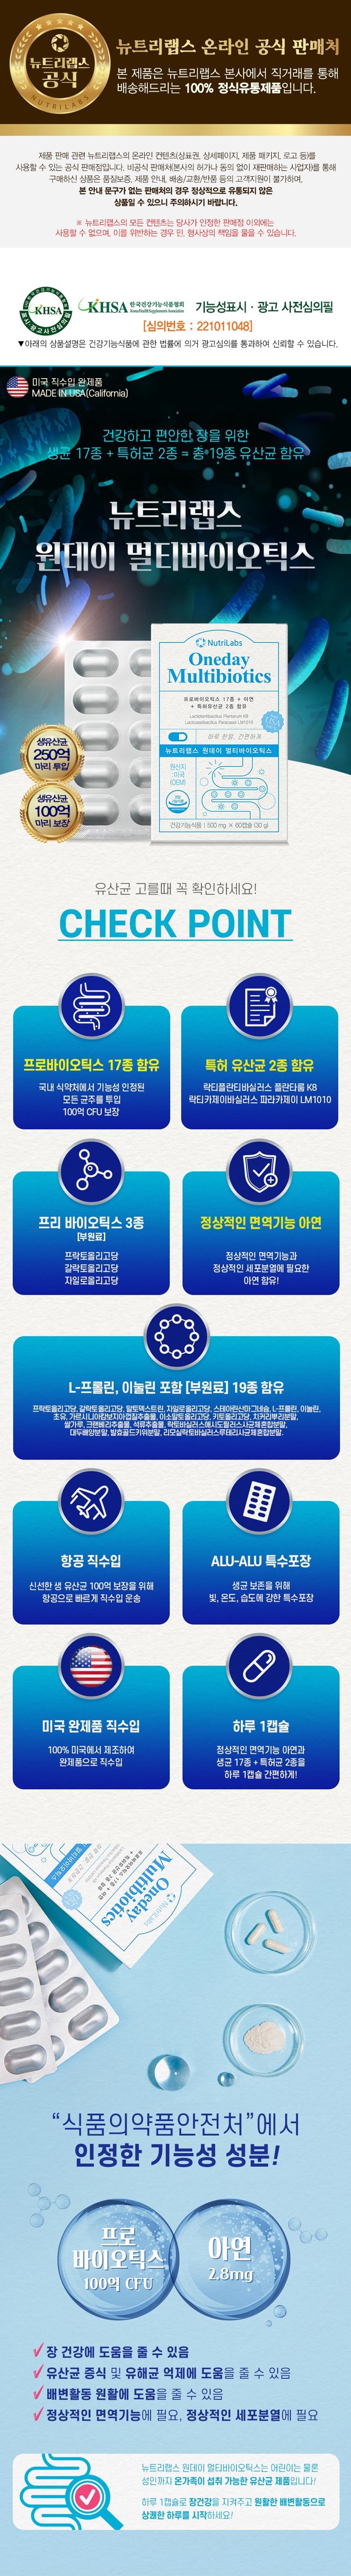 뉴트리랩스
공식
NUTRILABS
뉴트리랩스 온라인 공식 판매처
본 제품은 뉴트리랩스 본사에서 직거래를 통해
배송해드리는 100% 정식유통제품입니다.
제품 판매 관련 뉴트리랩스의 온라인 컨텐츠(상표권, 상세페이지, 제품 패키지, 로고 등)를
사용할 수 있는 공식 판매점입니다. 비공식 판매처(본사의 허가나 동의 없이 재판매하는 사업자)를 통해
구매하신 상품은 품질보증, 제품 안내, 배송/교환/반품 등의 고객지원이 불가하며,
본 안내 문구가 없는 판매처의 경우 정상적으로 유통되지 않은
상품일 수 있으니 주의하시기 바랍니다.
※ 뉴트리랩스의 모든 컨텐츠는 당사가 인정한 판매점 이외에는
사용할 수 없으며, 이를 위반하는 경우 민, 형사상의 책임을 물을 수 있습니다.
KHSA
KHSA 한국건강기능식품협회
기능성표시 · 광고 사전심의필
[심의번호 : 221011048]
▼아래의 상품설명은 건강기능식품에 관한 법률에 의거 광고심의를 통과하여 신뢰할 수 있습니다.
미국 직수입 완제품
MADE IN USA(California)
건강하고 편안한 장을 위한
생균 17종 + 특허균 2종 = 총 19종 유산균 함유
뉴트리랩스
원데이 멀티바이오틱스
NutriLabs
Oneday
Multibiotics
프로바이오틱스 17종 + 아연
+ 특허유산균 2종 함유
Lactiplantibacillus Plantarum K8
Lacticaseibacillus Paracasei LM1010
하루 한알, 간편하게
뉴트리랩스 원데이 멀티바이오틱스
원산지
:미국
(OEM)
건강기능식품 | 500 mg × 60캡슐 (30 g)
생유산균
250억
마리 투입
생유산균
100억
마리 보장
유산균 고를때 꼭 확인하세요!
CHECK POINT
프로바이오틱스 17종 함유
국내 식약처에서 기능성 인정된
모든 균주를 투입
100억 CFU 보장
특허 유산균 2종 함유
락티플란티바실러스 플란타룸 K8
락티카제이바실러스 파라카제이 LM1010
프리 바이오틱스 3종
[부원료]
프락토올리고당
갈락토올리고당
자일로올리고당
정상적인 면역기능 아연
정상적인 면역기능과
정상적인 세포분열에 필요한
아연 함유!
L-프롤린, 이눌린 포함 [부원료] 19종 함유
프락토올리고당, 갈락토올리고당, 말토덱스트린, 자일로올리고당, 스테아린산마그네슘, L-프롤린, 이눌린,
초유, 가르시니아캄보지아껍질추출물, 이소말토올리고당, 키토올리고당, 치커리뿌리분말,
쌀가루, 크랜베리추출물, 석류추출물, 락토바실러스애시도필러스사균체혼합분말,
대두배양분말, 발효골드키위분말, 리모실락토바실러스루테리사균체혼합분말.
항공 직수입
신선한 생 유산균 100억 보장을 위해
항공으로 빠르게 직수입 운송
ALU-ALU 특수포장
생균 보존을 위해
빛, 온도, 습도에 강한 특수포장
미국 완제품 직수입
100% 미국에서 제조하여
완제품으로 직수입
하루 1캡슐
정상적인 면역기능 아연과
생균 17종 + 특허균 2종을
하루 1캡슐 간편하게!
NutriLabs
Oneday
Multibiotics
“식품의약품안전처”에서
인정한 기능성 성분!
프로
바이오틱스
100억 CFU
아연
2.8mg
장 건강에 도움을 줄 수 있음
유산균 증식 및 유해균 억제에 도움을 줄 수 있음
배변활동 원활에 도움을 줄 수 있음
정상적인 면역기능에 필요, 정상적인 세포분열에 필요
뉴트리랩스 원데이 멀티바이오틱스는 어린이는 물론
성인까지 온가족이 섭취 가능한 유산균 제품입니다!
하루 1캡슐로 장건강을 지켜주고 원활한 배변활동으로
상쾌한 하루를 시작하세요!